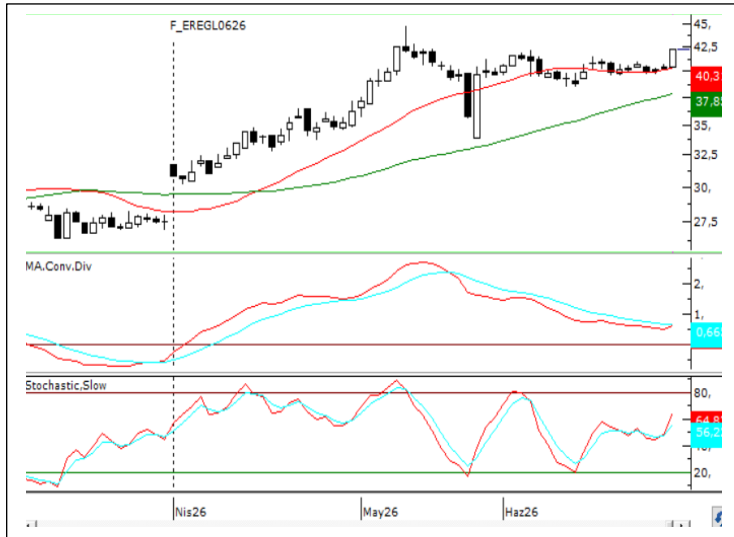 F_EREGL0626
45,
42,5
40,3
37,8
35,
32,5
30,
27,5
MA.Conv.Div
2,
1,
0,66
Stochastic,Slow
80,
64,8
56,2
20,
Nis26
May26
Haz26